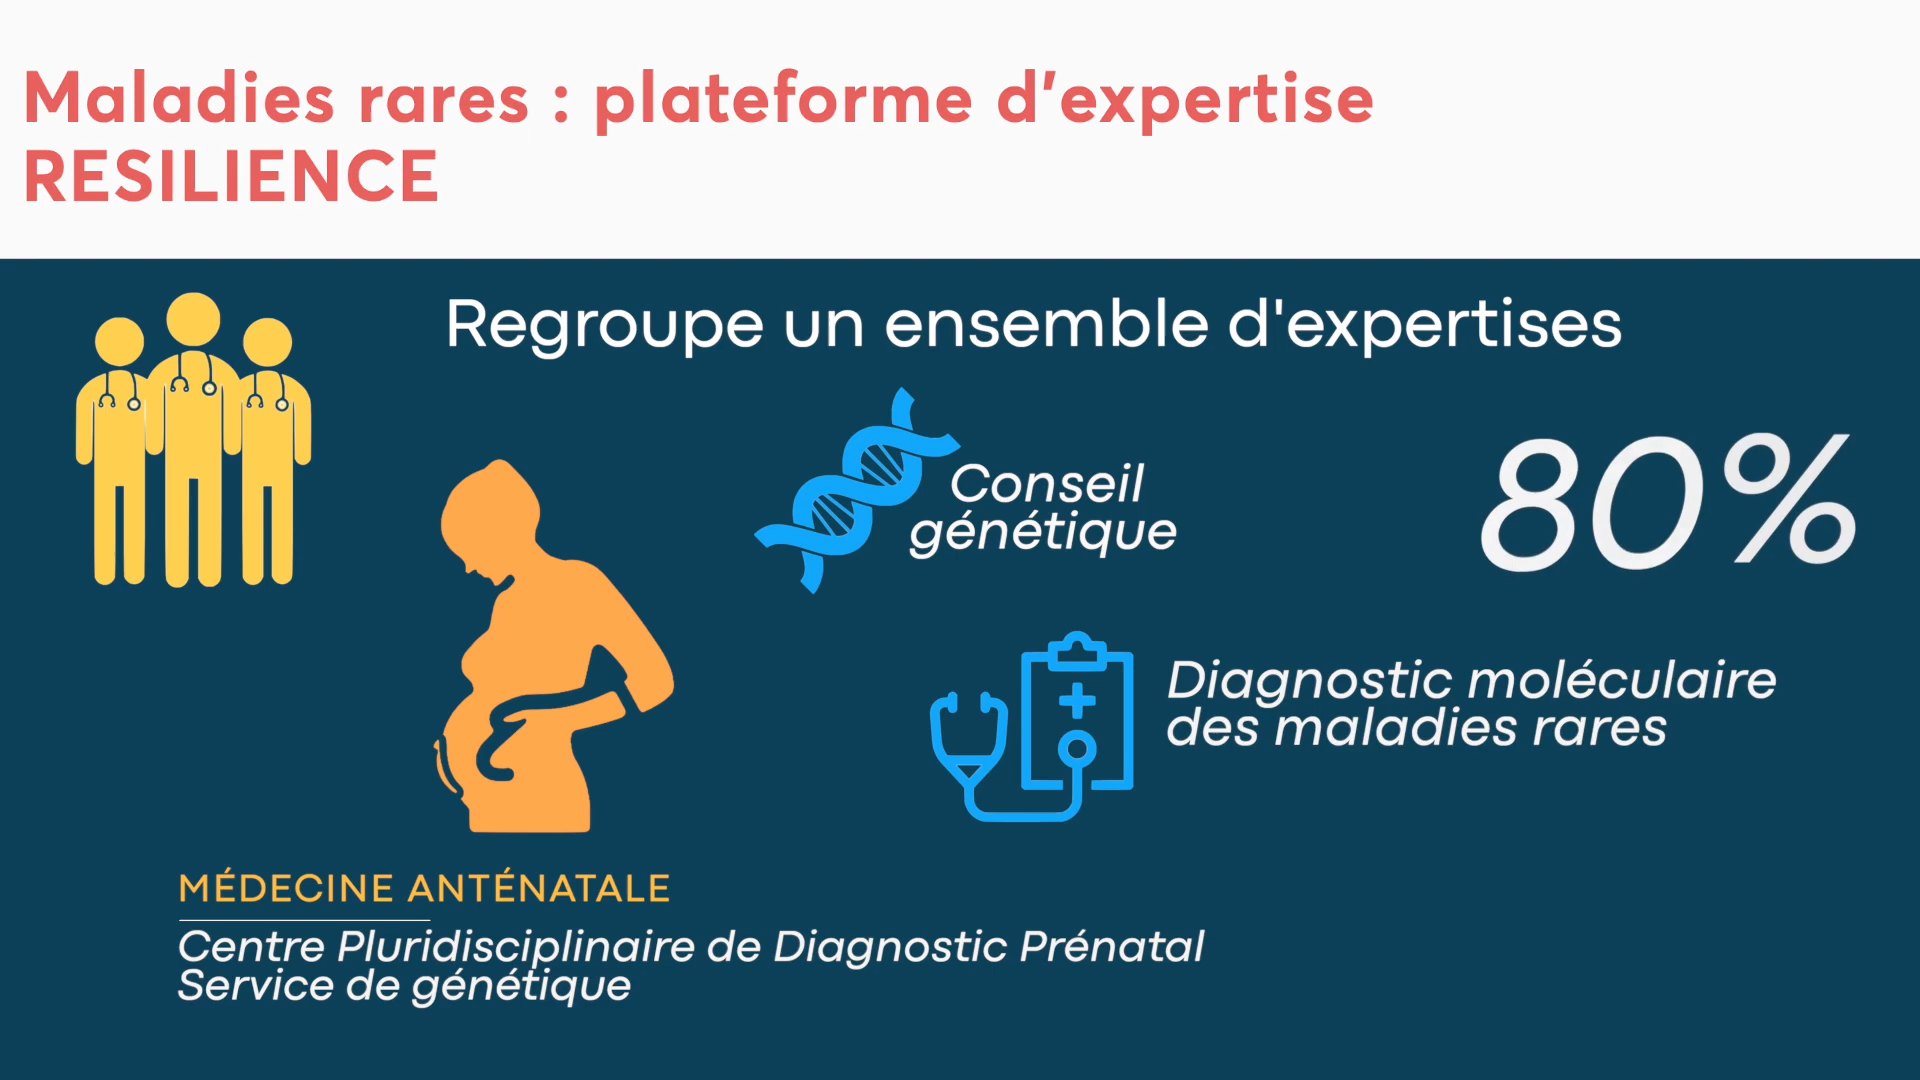 Maladies rares : plateforme d’expertise
RESILIENCE
Regroupe un ensemble d'expertises
Conseil
génétique
80%
Diagnostic moléculaire
des maladies rares
MÉDECINE ANTÉNATALE
Centre Pluridisciplinaire de Diagnostic Prénatal
Service de génétique